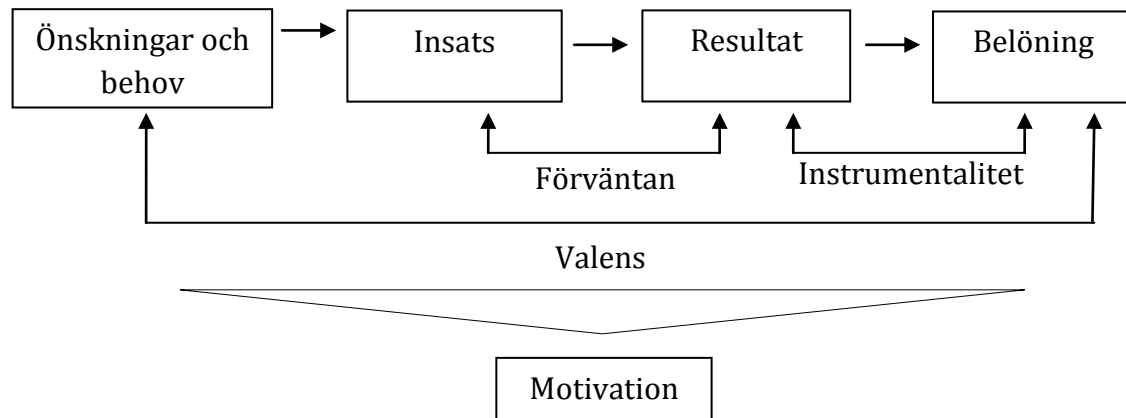 Önskningar och
behov
Insats
Resultat
Belöning
Förväntan
Instrumentalitet
Valens
Motivation